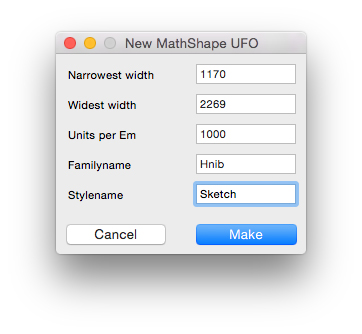 New MathShape UFO
Narrowest width 1170
Widest width 2269
Units per Em 1000
Familyname Hnib
Stylename Sketch
Cancel Make